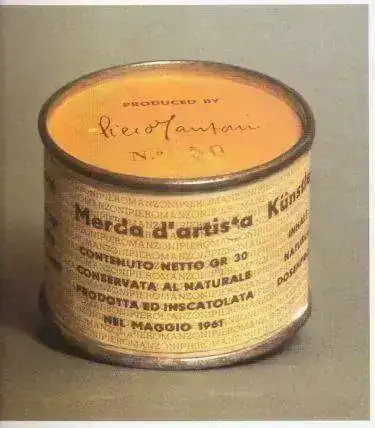 PRODUCED BY
Piero Manzoni
N.º
Merda d'artista
CONTENUTO NETTO GR 30
CONSERVATA AL NATURALE
PRODOTTA ED INSCATOLATA
NEL MAGGIO 1961
Künstl